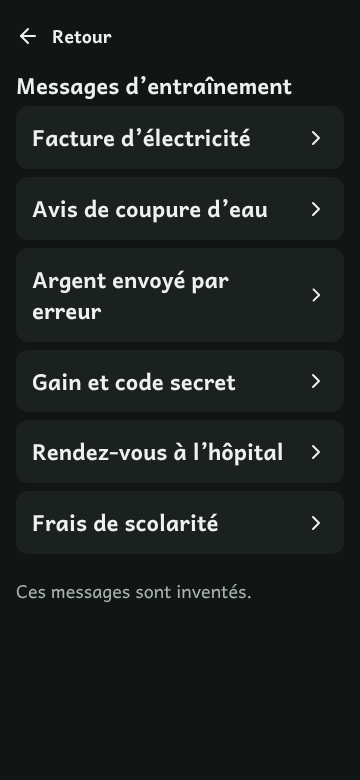 Retour
Messages d’entraînement
Facture d’électricité
Avis de coupure d’eau
Argent envoyé par
erreur
Gain et code secret
Rendez-vous à l’hôpital
Frais de scolarité
Ces messages sont inventés.